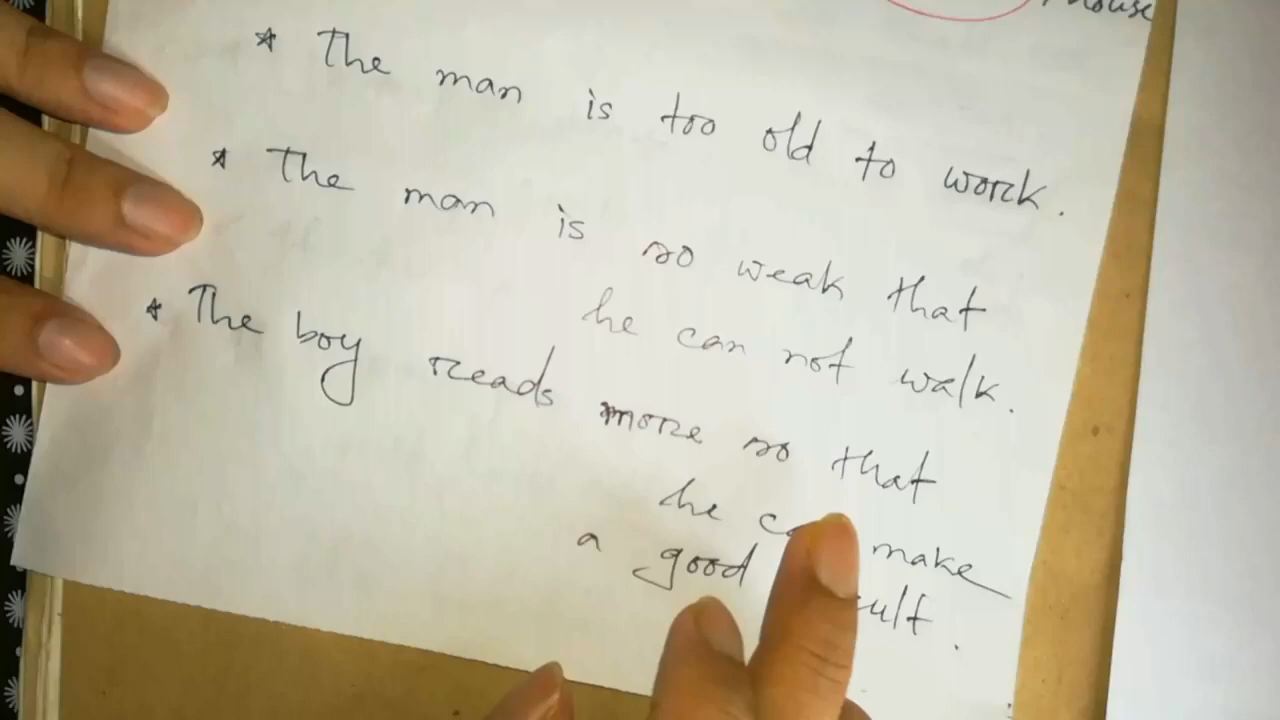 house
* The man is too old to work.
* The man is so weak that
he can not walk.
* The boy reads more so that
he make
a good